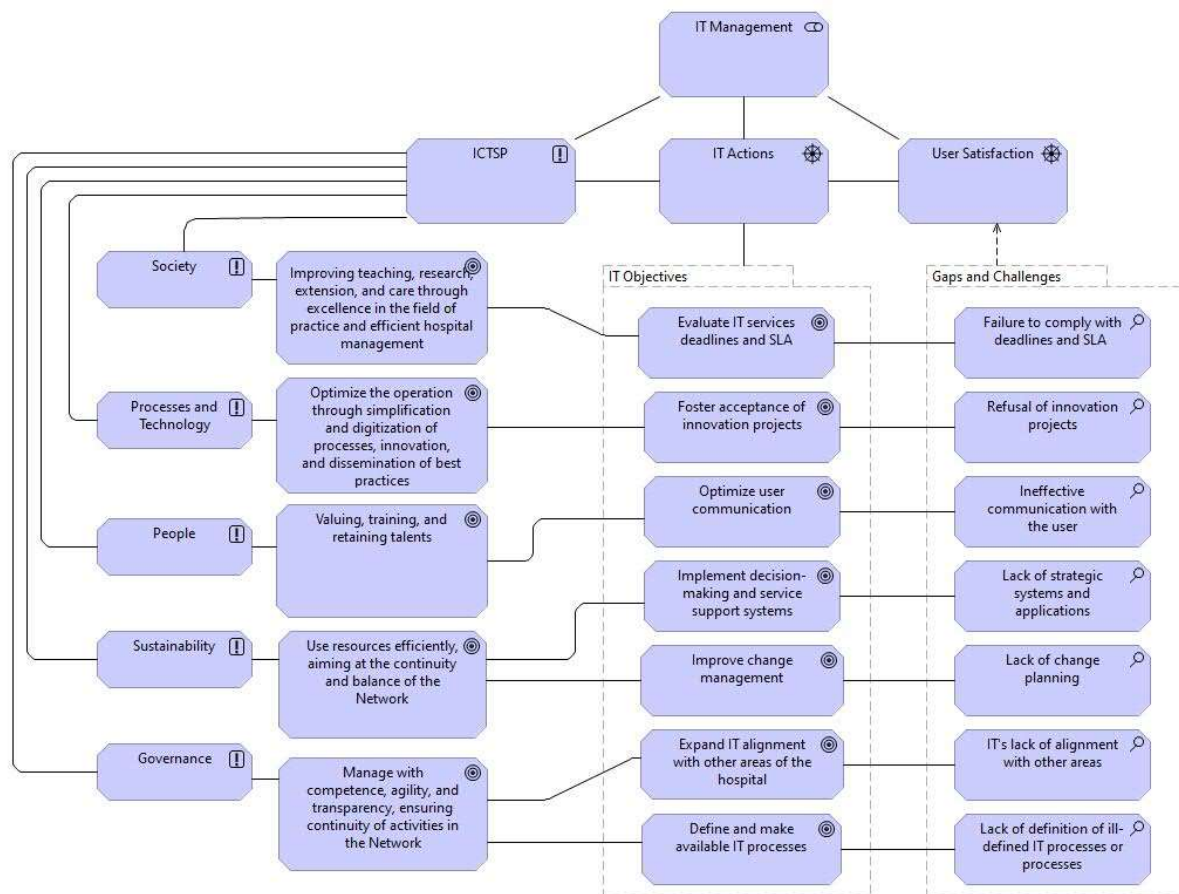 IT Management
ICTSP
IT Actions
User Satisfaction
Society
Improving teaching, research,
extension, and care through
excellence in the field of
practice and efficient hospital
management
IT Objectives
Gaps and Challenges
Evaluate IT services
deadlines and SLA
Failure to comply with
deadlines and SLA
Processes and
Technology
Optimize the operation
through simplification
and digitization of
processes, innovation,
and dissemination of best
practices
Foster acceptance of
innovation projects
Refusal of innovation
projects
People
Valuing, training, and
retaining talents
Optimize user
communication
Ineffective
communication with
the user
Implement decision-
making and service
support systems
Lack of strategic
systems and
applications
Sustainability
Use resources efficiently,
aiming at the continuity
and balance of the
Network
Improve change
management
Lack of change
planning
Governance
Manage with
competence, agility, and
transparency, ensuring
continuity of activities in
the Network
Expand IT alignment
with other areas of the
hospital
IT's lack of alignment
with other areas
Define and make
available IT processes
Lack of definition of ill-
defined IT processes or
processes